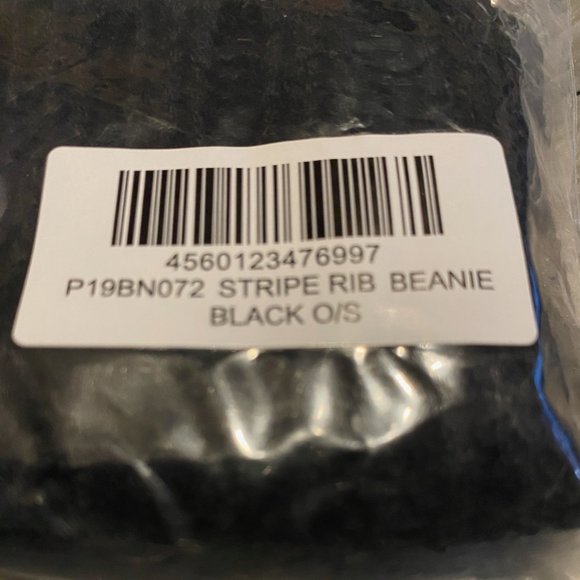 4560123476997
P19BN072 STRIPE RIB BEANIE
BLACK O/S